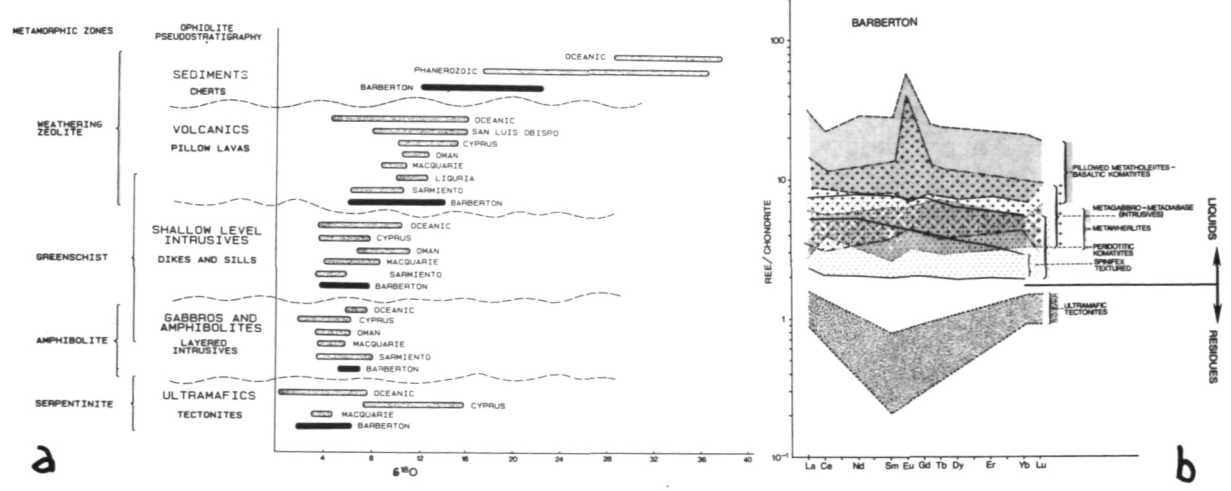 METAMORPHIC ZONES
OPHIOLITE
PSEUDOSTRATIGRAPHY
OCEANIC
SEDIMENTS
PHANEROZOIC
CHERTS
BARBERTON
WEATHERING
ZEOLITE
VOLCANICS
PILLOW LAVAS
OCEANIC
SAN LUIS OBISPO
CYPRUS
OMAN
MACQUARIE
LIGURIA
SARMIENTO
BARBERTON
GREENSCHIST
SHALLOW LEVEL
INTRUSIVES
DIKES AND SILLS
OCEANIC
CYPRUS
OMAN
MACQUARIE
SARMIENTO
BARBERTON
AMPHIBOLITE
GABBROS AND
AMPHIBOLITES
LAYERED
INTRUSIVES
OCEANIC
CYPRUS
OMAN
MACQUARIE
SARMIENTO
BARBERTON
SERPENTINITE
ULTRAMAFICS
TECTONITES
OCEANIC
CYPRUS
MACQUARIE
BARBERTON
4 8 12 16 20 24 28 32 36 40
δ18O
a
BARBERTON
100
10
1
10-1
REE/CHONDRITE
La Ce Nd Sm Eu Gd Tb Dy Er Yb Lu
PILLOWED METATHOLEIITES-
BASALTIC KOMATIITES
METAGABBRO-METADIABASE
(INTRUSIVES)
METAWHERLITES
PERIDOTITIC
KOMATIITES
SPINIFEX
TEXTURED
ULTRAMAFIC
TECTONITES
LIQUIDS
RESIDUES
b